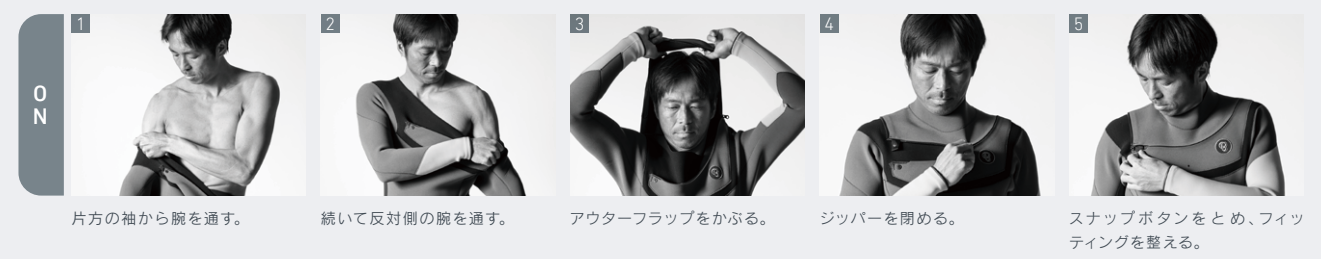 ON
1
2
3
4
5
片方の袖から腕を通す。
続いて反対側の腕を通す。
アウターフラップをかぶる。
ジッパーを閉める。
スナップボタンをとめ、フィッ
ティングを整える。